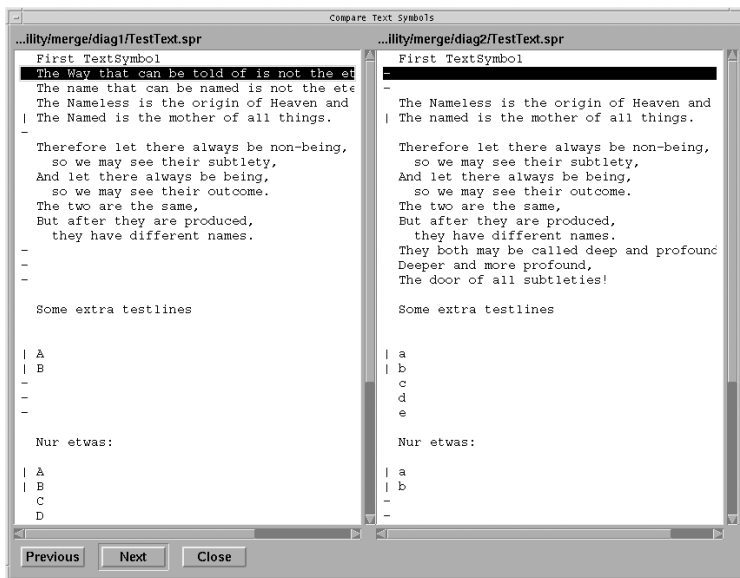 Compare Text Symbols
...ility/merge/diag1/TestText.spr
First TextSymbol
The Way that can be told of is not the et
The name that can be named is not the ete
The Nameless is the origin of Heaven and
| The Named is the mother of all things.
-
Therefore let there always be non-being,
so we may see their subtlety,
And let there always be being,
so we may see their outcome.
The two are the same,
But after they are produced,
they have different names.
-
-
-
Some extra testlines
| A
| B
-
-
-
Nur etwas:
| A
| B
C
D
...ility/merge/diag2/TestText.spr
First TextSymbol
-
-
The Nameless is the origin of Heaven and
| The named is the mother of all things.
Therefore let there always be non-being,
so we may see their subtlety,
And let there always be being,
so we may see their outcome.
The two are the same,
But after they are produced,
they have different names.
They both may be called deep and profound
Deeper and more profound,
The door of all subtleties!
Some extra testlines
| a
| b
c
d
e
Nur etwas:
| a
| b
-
-
Previous Next Close